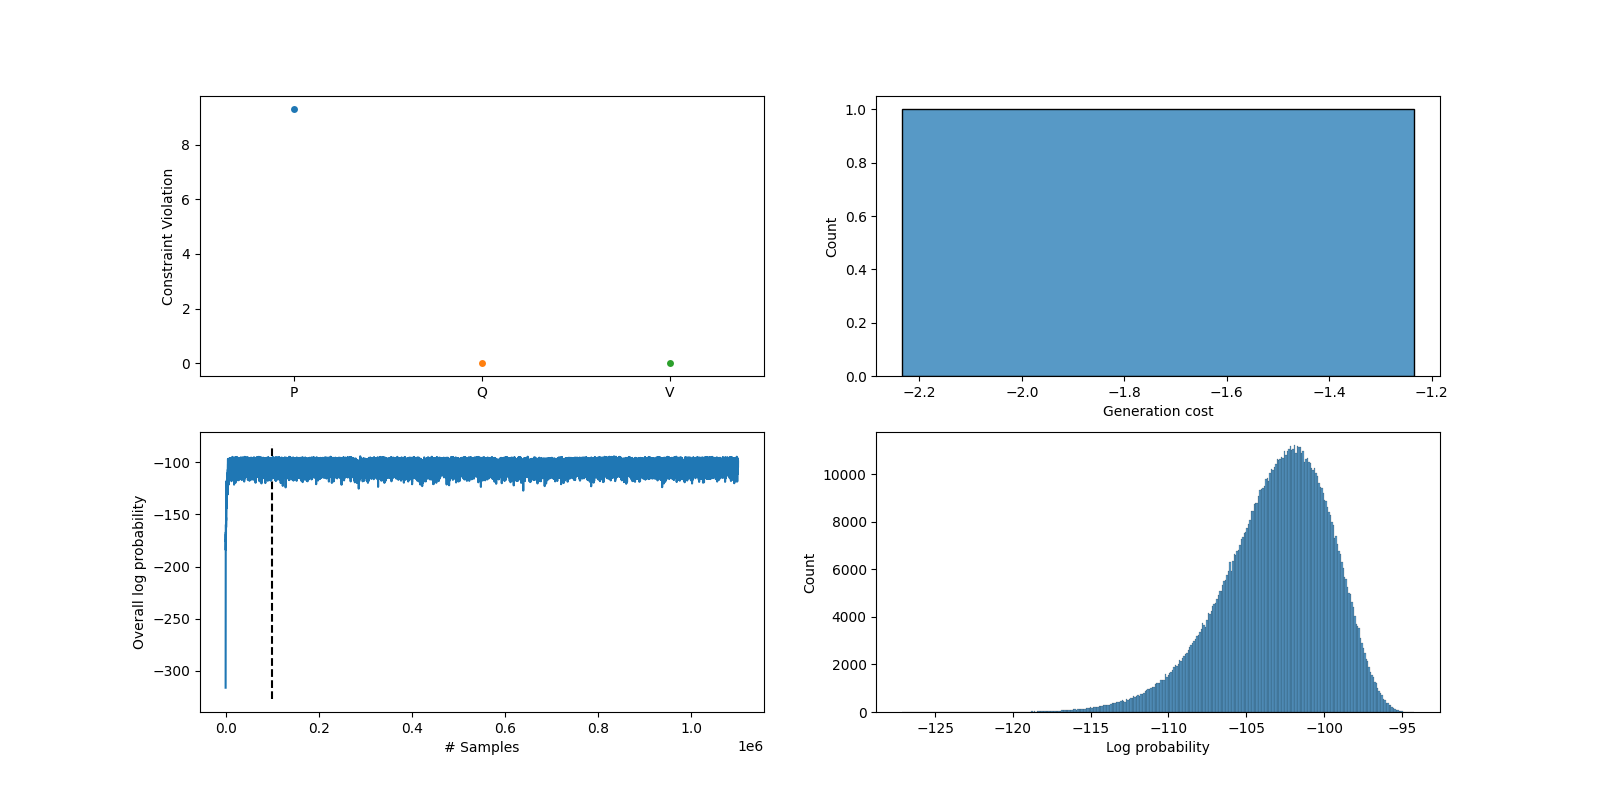 Constraint Violation
8
6
4
2
0
P Q V
Count
1.0
0.8
0.6
0.4
0.2
0.0
−2.2 −2.0 −1.8 −1.6 −1.4 −1.2
Generation cost
Overall log probability
−100
−150
−200
−250
−300
0.0 0.2 0.4 0.6 0.8 1.0
# Samples 1e6
Count
10000
8000
6000
4000
2000
0
−125 −120 −115 −110 −105 −100 −95
Log probability